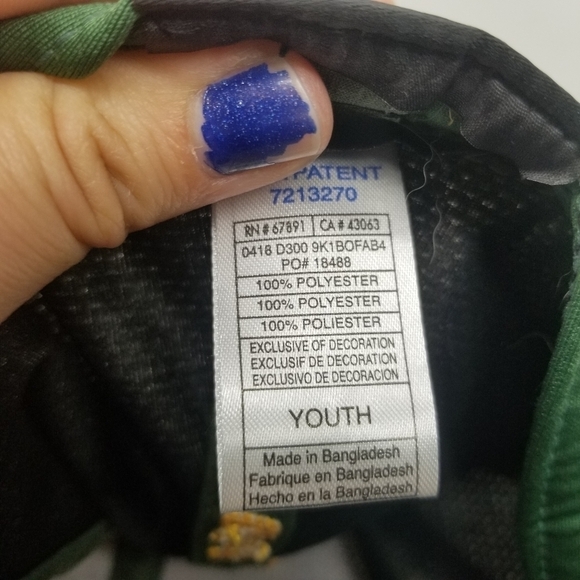 PATENT
7213270
RN # 67891 CA # 43063
0418 D300 9K1BOFAB4
PO# 18488
100% POLYESTER
100% POLYESTER
100% POLIESTER
EXCLUSIVE OF DECORATION
EXCLUSIF DE DECORATION
EXCLUSIVO DE DECORACION
YOUTH
Made in Bangladesh
Fabrique en Bangladesh
Hecho en la Bangladesh